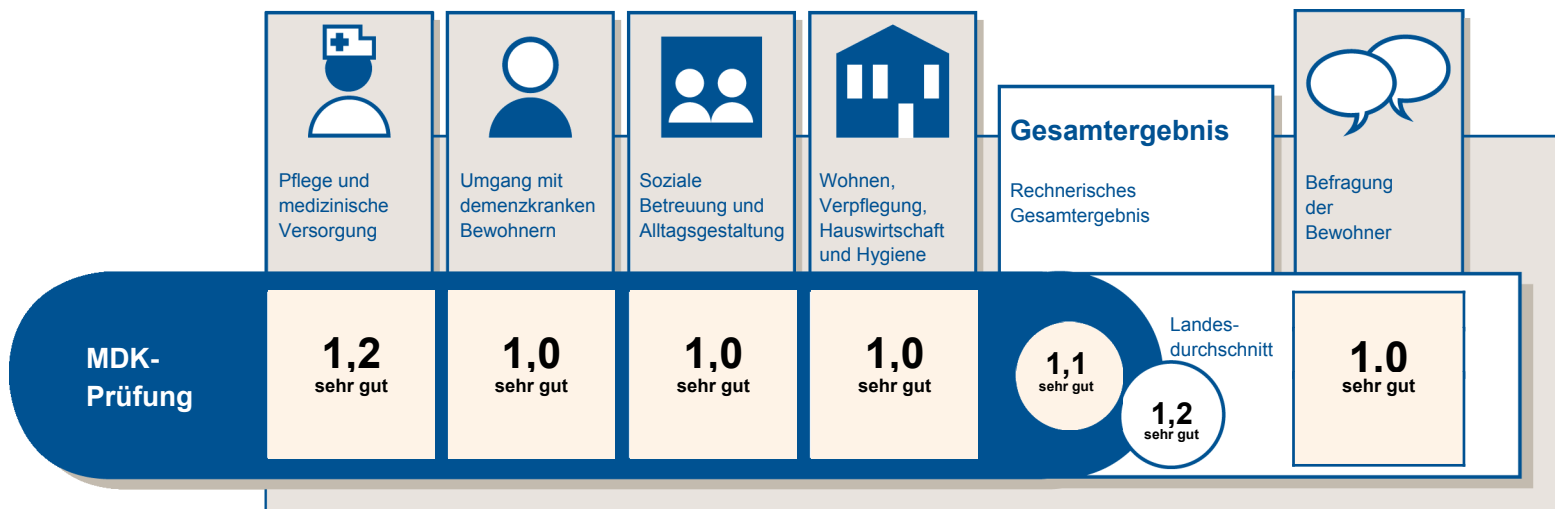 Pflege und
medizinische
Versorgung
Umgang mit
demenzkranken
Bewohnern
Soziale
Betreuung und
Alltagsgestaltung
Wohnen,
Verpflegung,
Hauswirtschaft
und Hygiene
Gesamtergebnis
Rechnerisches
Gesamtergebnis
Befragung
der
Bewohner
MDK-
Prüfung
1,2
sehr gut
1,0
sehr gut
1,0
sehr gut
1,0
sehr gut
1,1
sehr gut
Landes-
durchschnitt
1,2
sehr gut
1.0
sehr gut